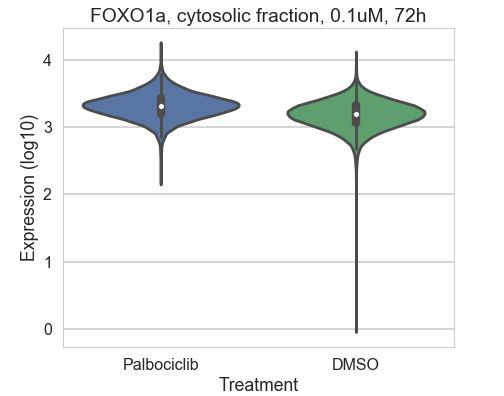 FOXO1a, cytosolic fraction, 0.1uM, 72h
Expression (log10)
4
3
2
1
0
Palbociclib DMSO
Treatment